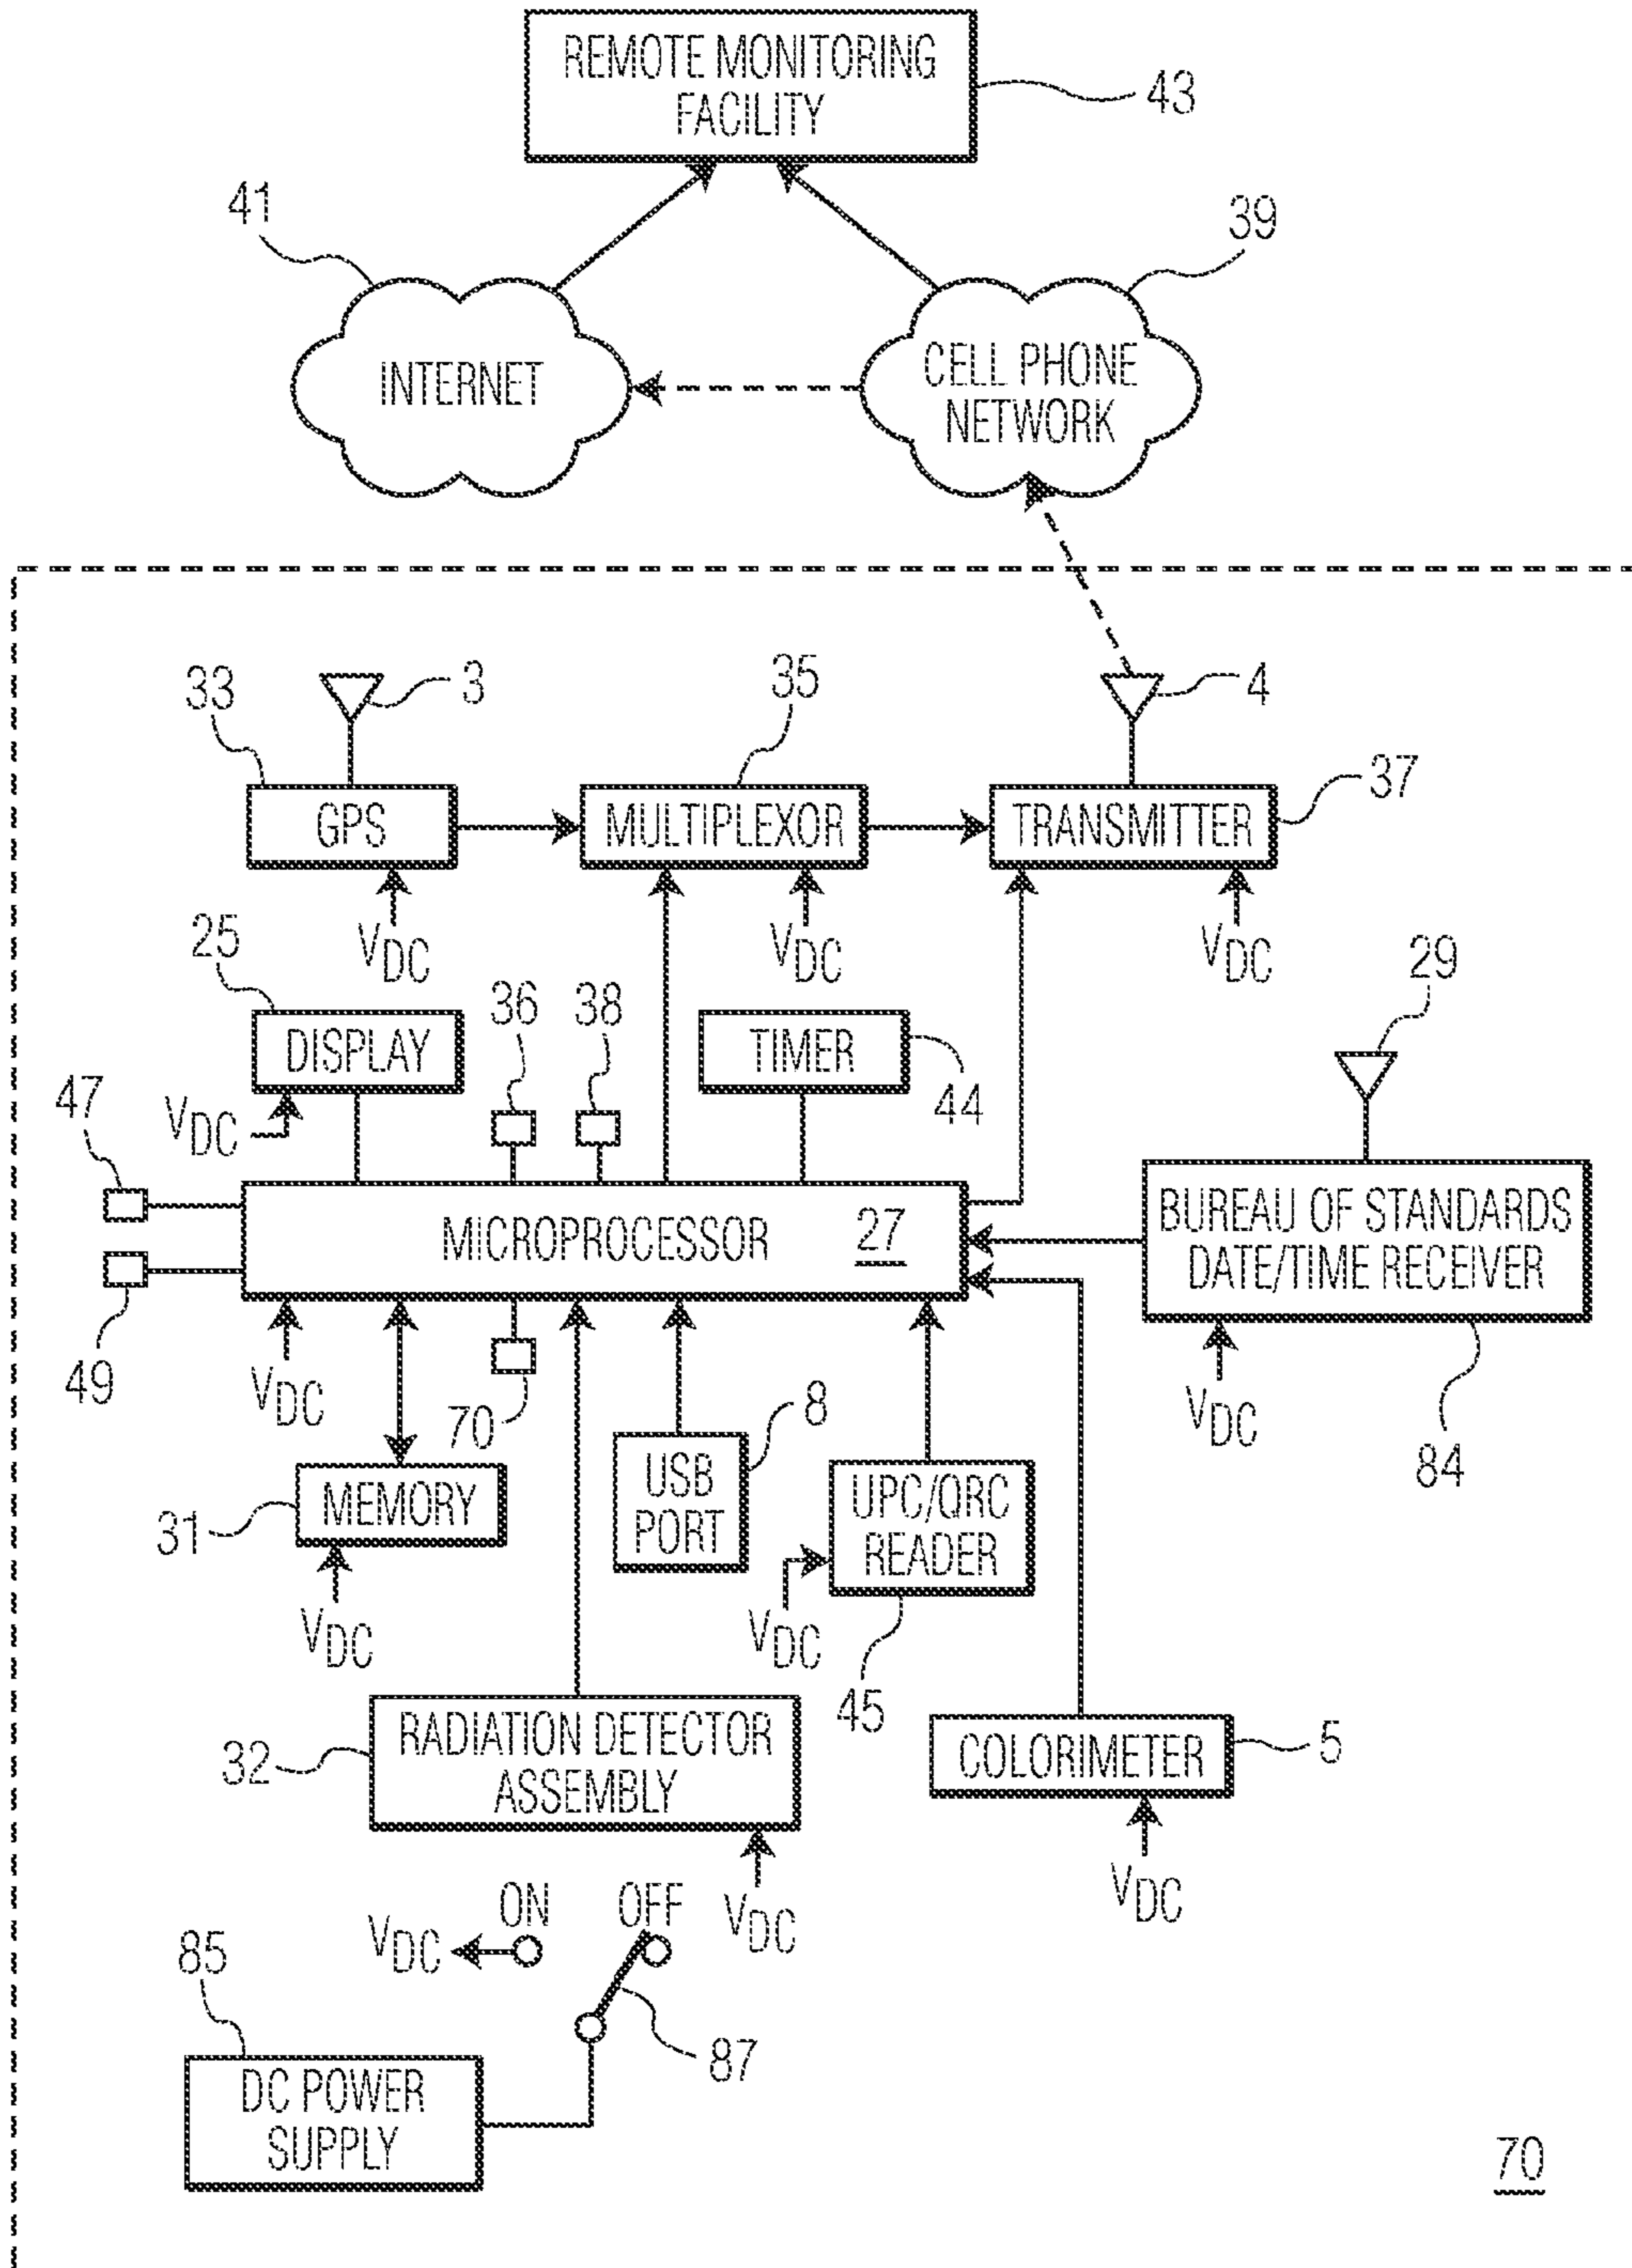 REMOTE MONITORING
FACILITY
43
41
39
INTERNET
CELL PHONE
NETWORK
33
3
35
4
37
GPS
MULTIPLEXOR
TRANSMITTER
VDC
VDC
VDC
25
36
38
29
DISPLAY
TIMER
44
47
VDC
MICROPROCESSOR
27
BUREAU OF STANDARDS
DATE/TIME RECEIVER
49
VDC
70
8
VDC
84
31
MEMORY
USB
PORT
UPC/QRC
READER
VDC
VDC
45
32
RADIATION DETECTOR
ASSEMBLY
COLORIMETER
5
VDC
VDC
ON
OFF
VDC
85
87
DC POWER
SUPPLY
70